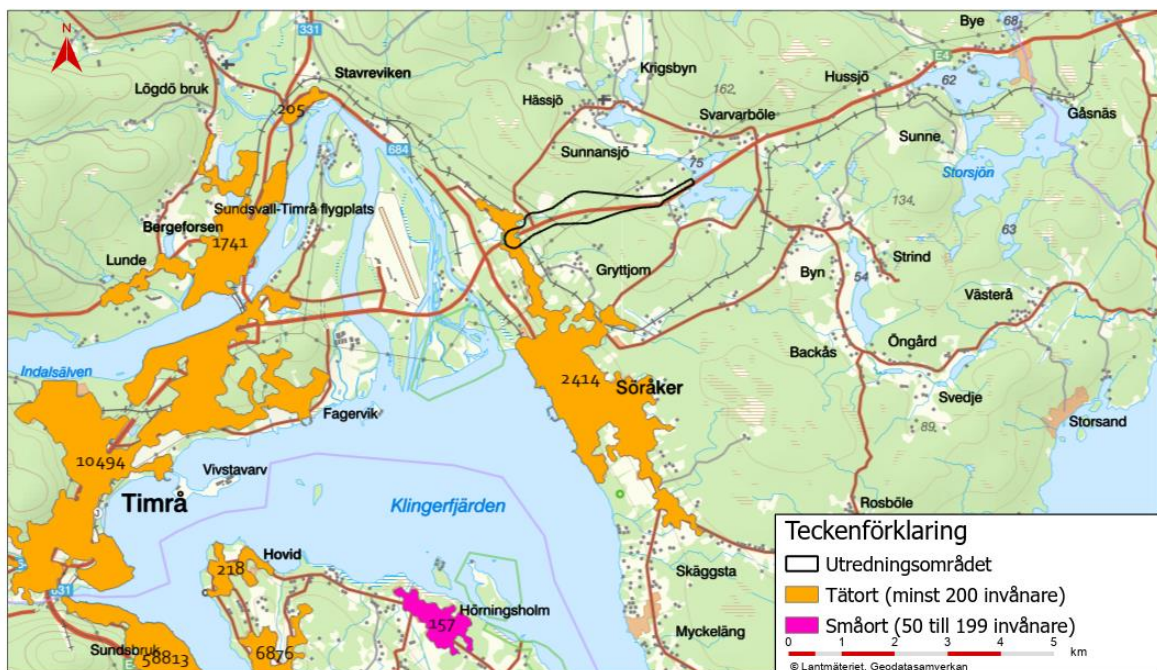 N
331
Bye
68
E4
Stavreviken
Krigsbyn
Hussjö
62
Lögdö bruk
Hässjö
162
Svarvarböle
Gåsnäs
205
684
Sunnansjö
75
Sunne
Storsjön
Sundsvall-Timrå flygplats
134
Bergeforsen
1741
63
Lunde
Gryttjom
Byn
54
Strind
Västerå
Indalsälven
Backås
Öngård
2414
Söråker
Svedje
Fagervik
89
Storsand
10494
Vivstavarv
Timrå
Klingerfjärden
Rosböle
Hovid
218
Skäggsta
Hörningsholm
157
Myckeläng
Sundsbruk
58813
6876
Teckenförklaring
Utredningsområdet
Tätort (minst 200 invånare)
Småort (50 till 199 invånare)
0 1 2 3 4 5
km
© Lantmäteriet, Geodatasamverkan